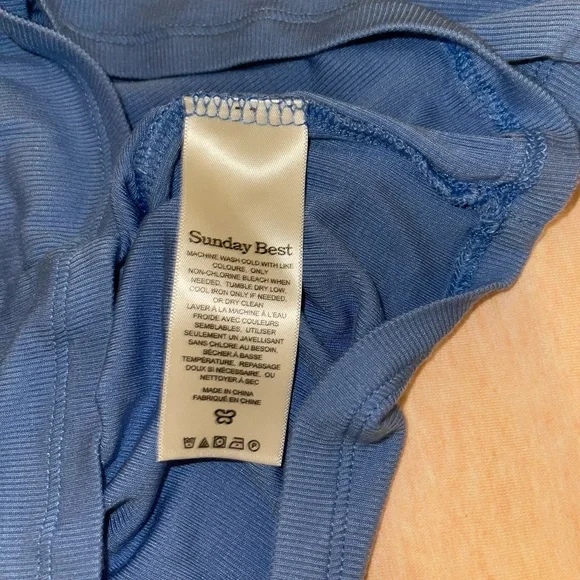 Sunday Best
MACHINE WASH COLD WITH LIKE
COLOURS, ONLY
NON-CHLORINE BLEACH WHEN
NEEDED, TUMBLE DRY LOW,
COOL IRON ONLY IF NEEDED,
OR DRY CLEAN
LAVER À LA MACHINE À L'EAU
FROIDE AVEC COULEURS
SEMBLABLES, UTILISER
SEULEMENT UN JAVELLISANT
SANS CHLORE AU BESOIN,
SÉCHER À BASSE
TEMPÉRATURE, REPASSAGE
DOUX SI NÉCESSAIRE, OU
NETTOYER À SEC
MADE IN CHINA
FABRIQUÉ EN CHINE
P